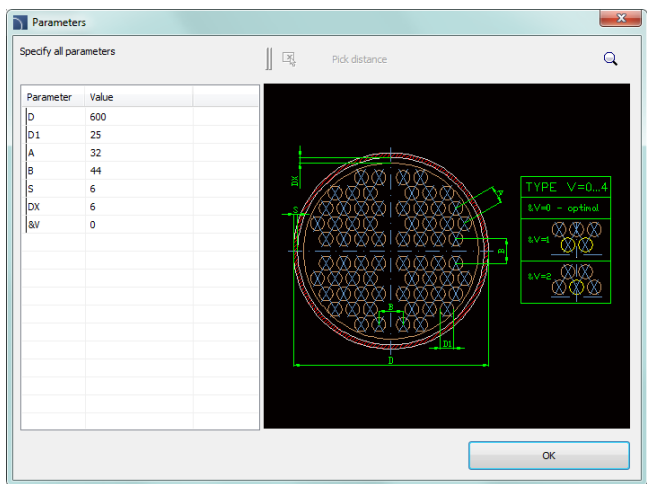 Parameters
Specify all parameters
Pick distance
Parameter Value
D 600
D1 25
A 32
B 44
S 6
DX 6
&V 0
DX
A
S
B
B
D1
D
TYPE V=0...4
&V=0 - optimal
&V=1
&V=2
OK